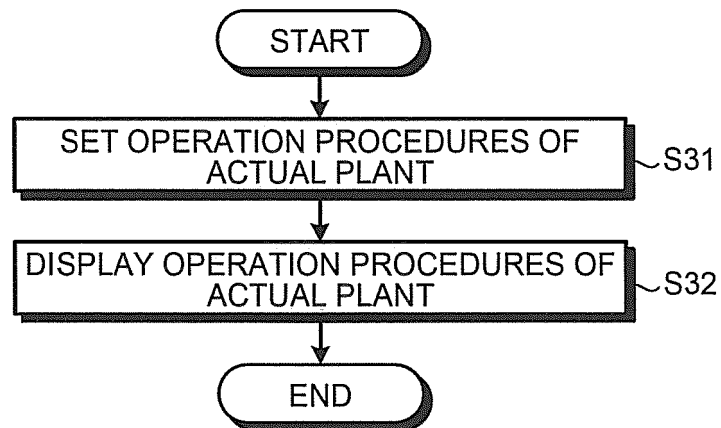 START
SET OPERATION PROCEDURES OF
ACTUAL PLANT
S31
DISPLAY OPERATION PROCEDURES OF
ACTUAL PLANT
S32
END